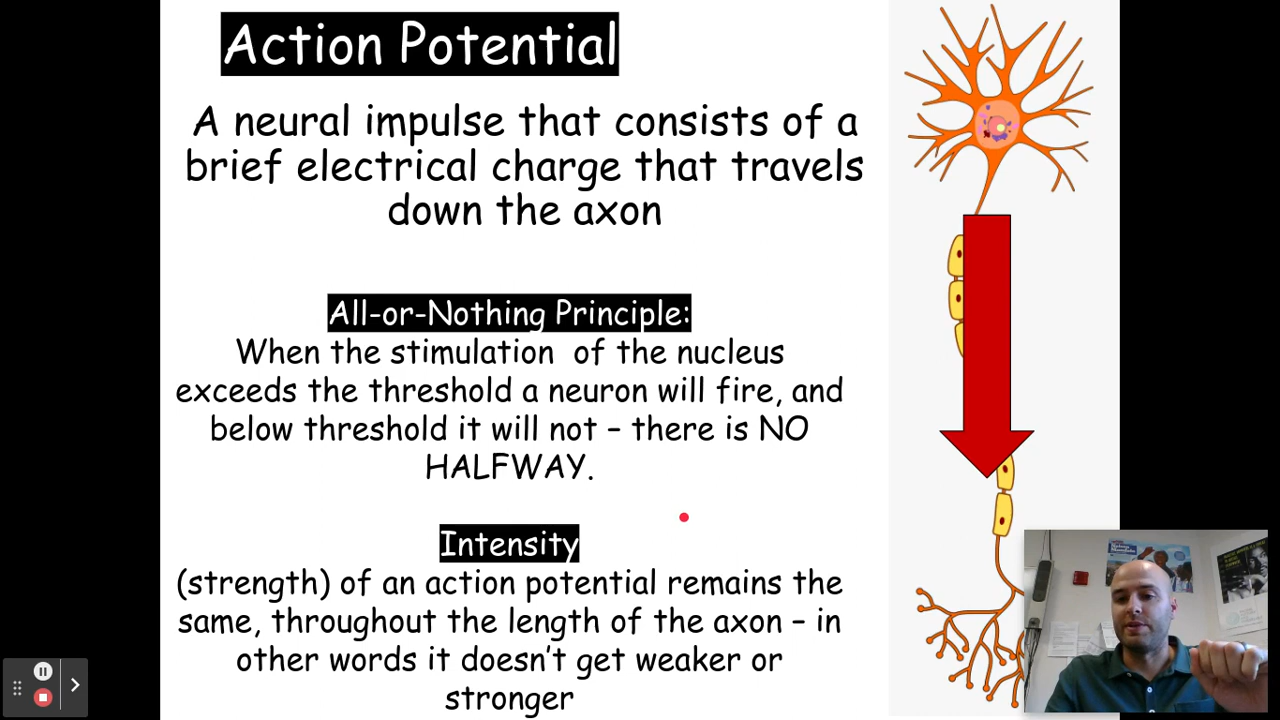 Action Potential
A neural impulse that consists of a
brief electrical charge that travels
down the axon
All-or-Nothing Principle:
When the stimulation of the nucleus
exceeds the threshold a neuron will fire, and
below threshold it will not – there is NO
HALFWAY.
Intensity
(strength) of an action potential remains the
same, throughout the length of the axon – in
other words it doesn't get weaker or
stronger